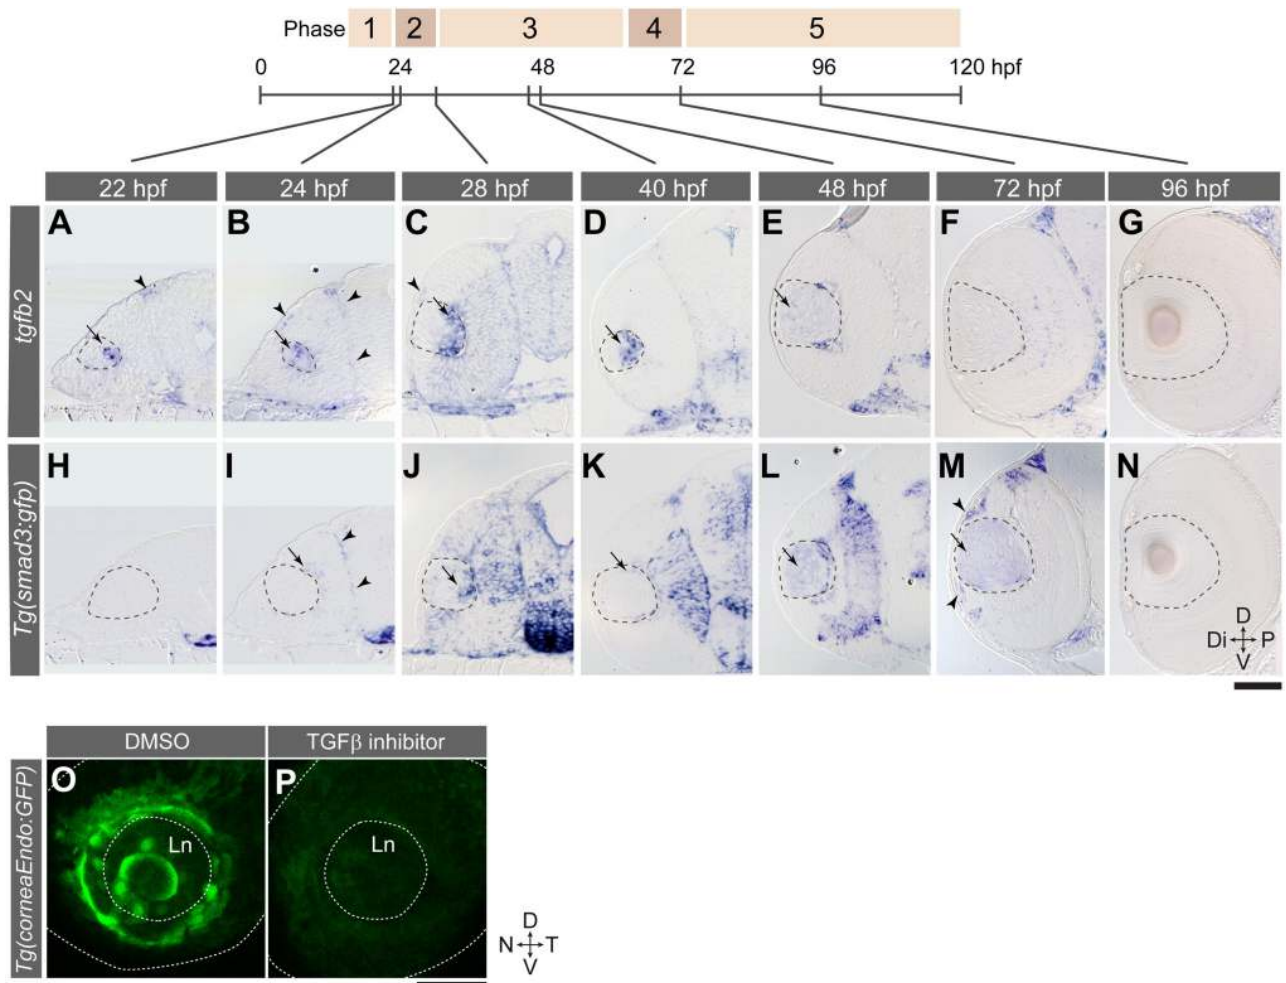 Phase 1 2 3 4 5
0 24 48 72 96 120 hpf
22 hpf 24 hpf 28 hpf 40 hpf 48 hpf 72 hpf 96 hpf
tgfb2
A B C D E F G
Tg(smad3:gfp)
H I J K L M N
D
Di P
V
DMSO TGFβ inhibitor
Tg(corneaEndo:GFP)
O P
Ln Ln
D
N T
V